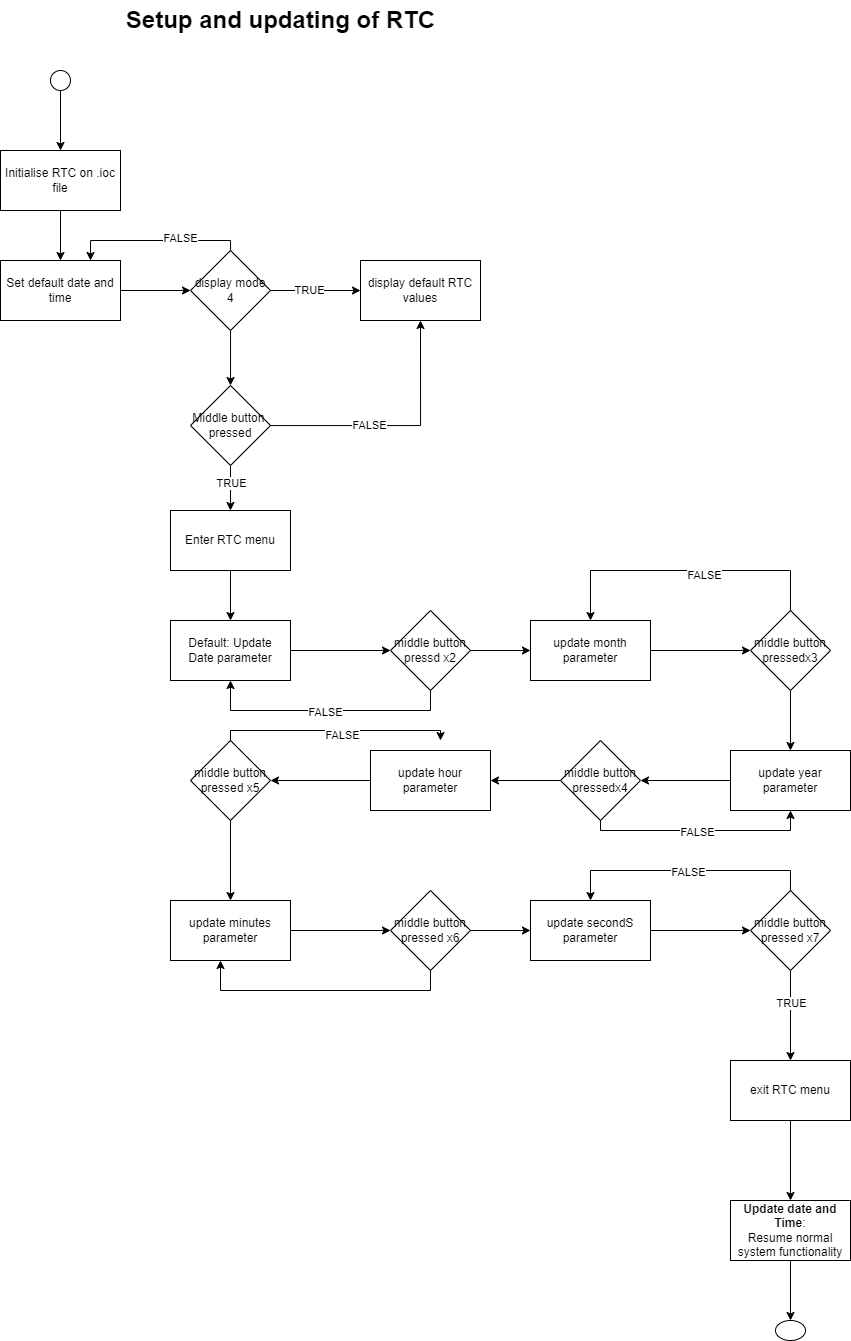 Setup and updating of RTC
Initialise RTC on .ioc
file
FALSE
Set default date and
time
display mode
4
TRUE
display default RTC
values
Middle button
pressed
FALSE
TRUE
Enter RTC menu
FALSE
Default: Update
Date parameter
middle button
pressd x2
update month
parameter
middle button
pressedx3
FALSE
FALSE
middle button
pressed x5
update hour
parameter
middle button
pressedx4
update year
parameter
FALSE
FALSE
update minutes
parameter
middle button
pressed x6
update secondS
parameter
middle button
pressed x7
TRUE
exit RTC menu
Update date and
Time:
Resume normal
system functionality